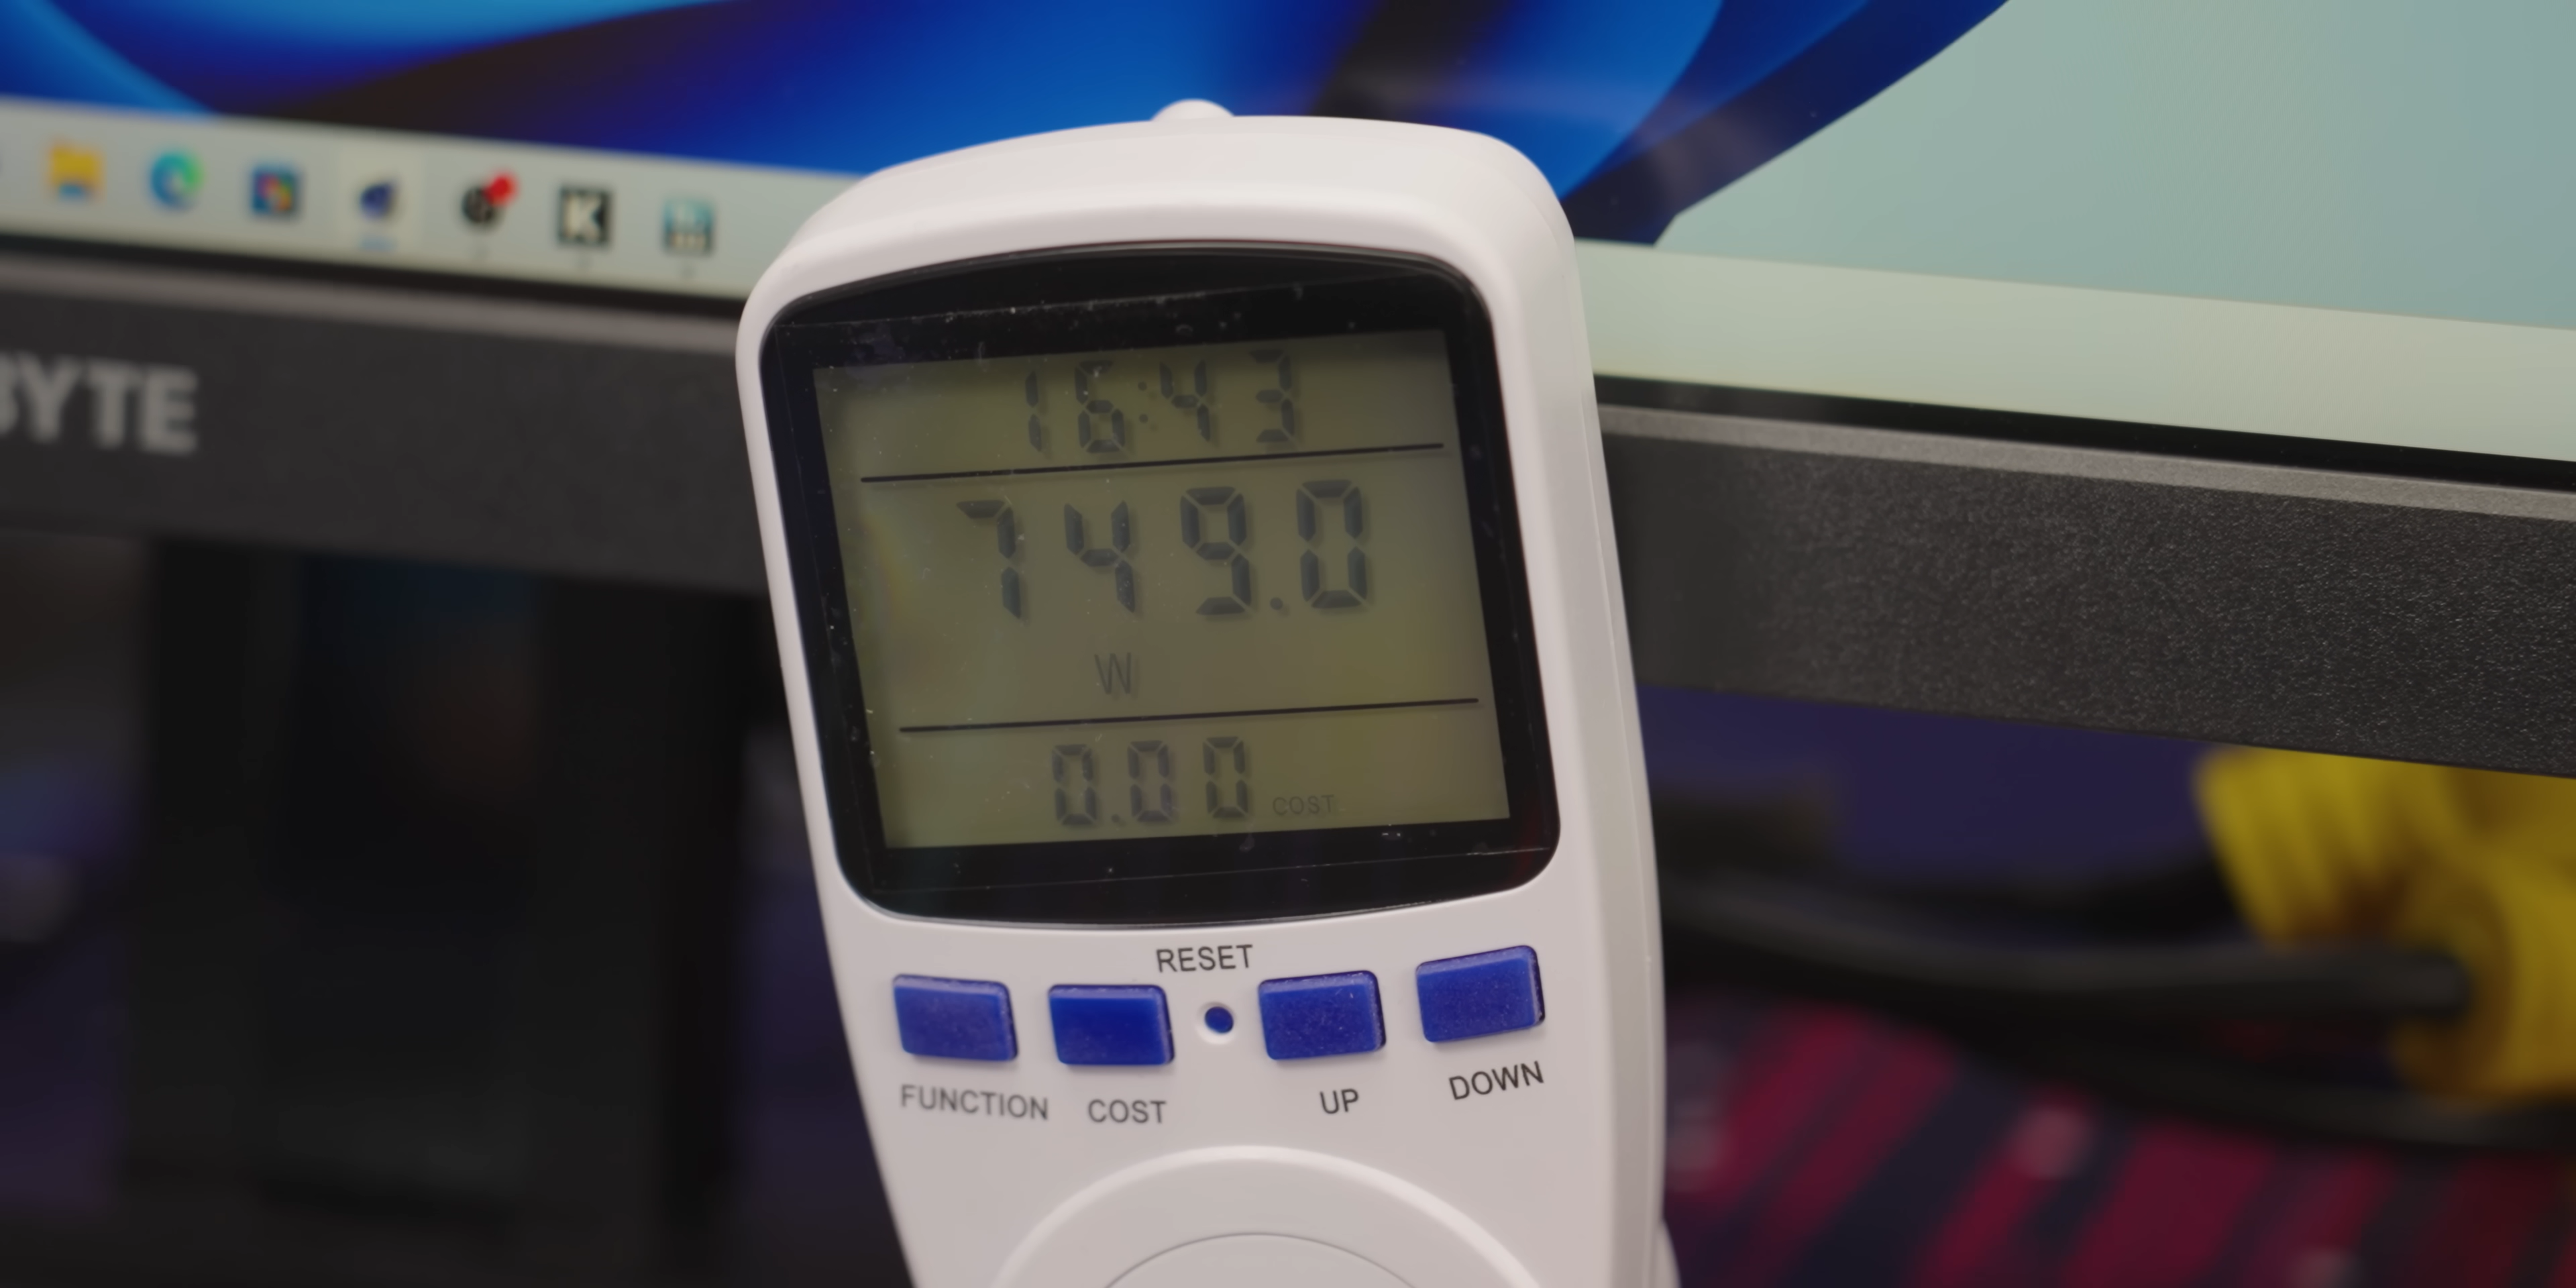 BYTE
K
16:43
749.0
W
0.00 COST
RESET
FUNCTION COST UP DOWN